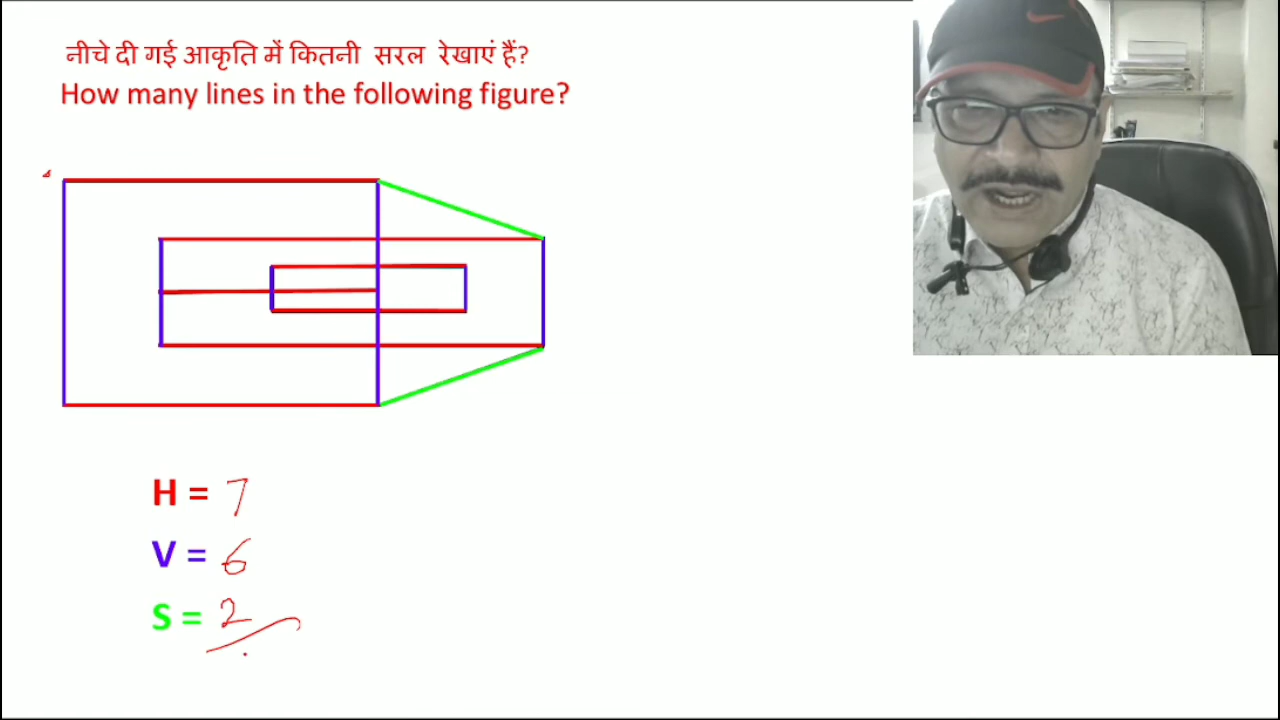 नीचे दी गई आकृति में कितनी सरल रेखाएं हैं?
How many lines in the following figure?
H = 7
V = 6
S = 2